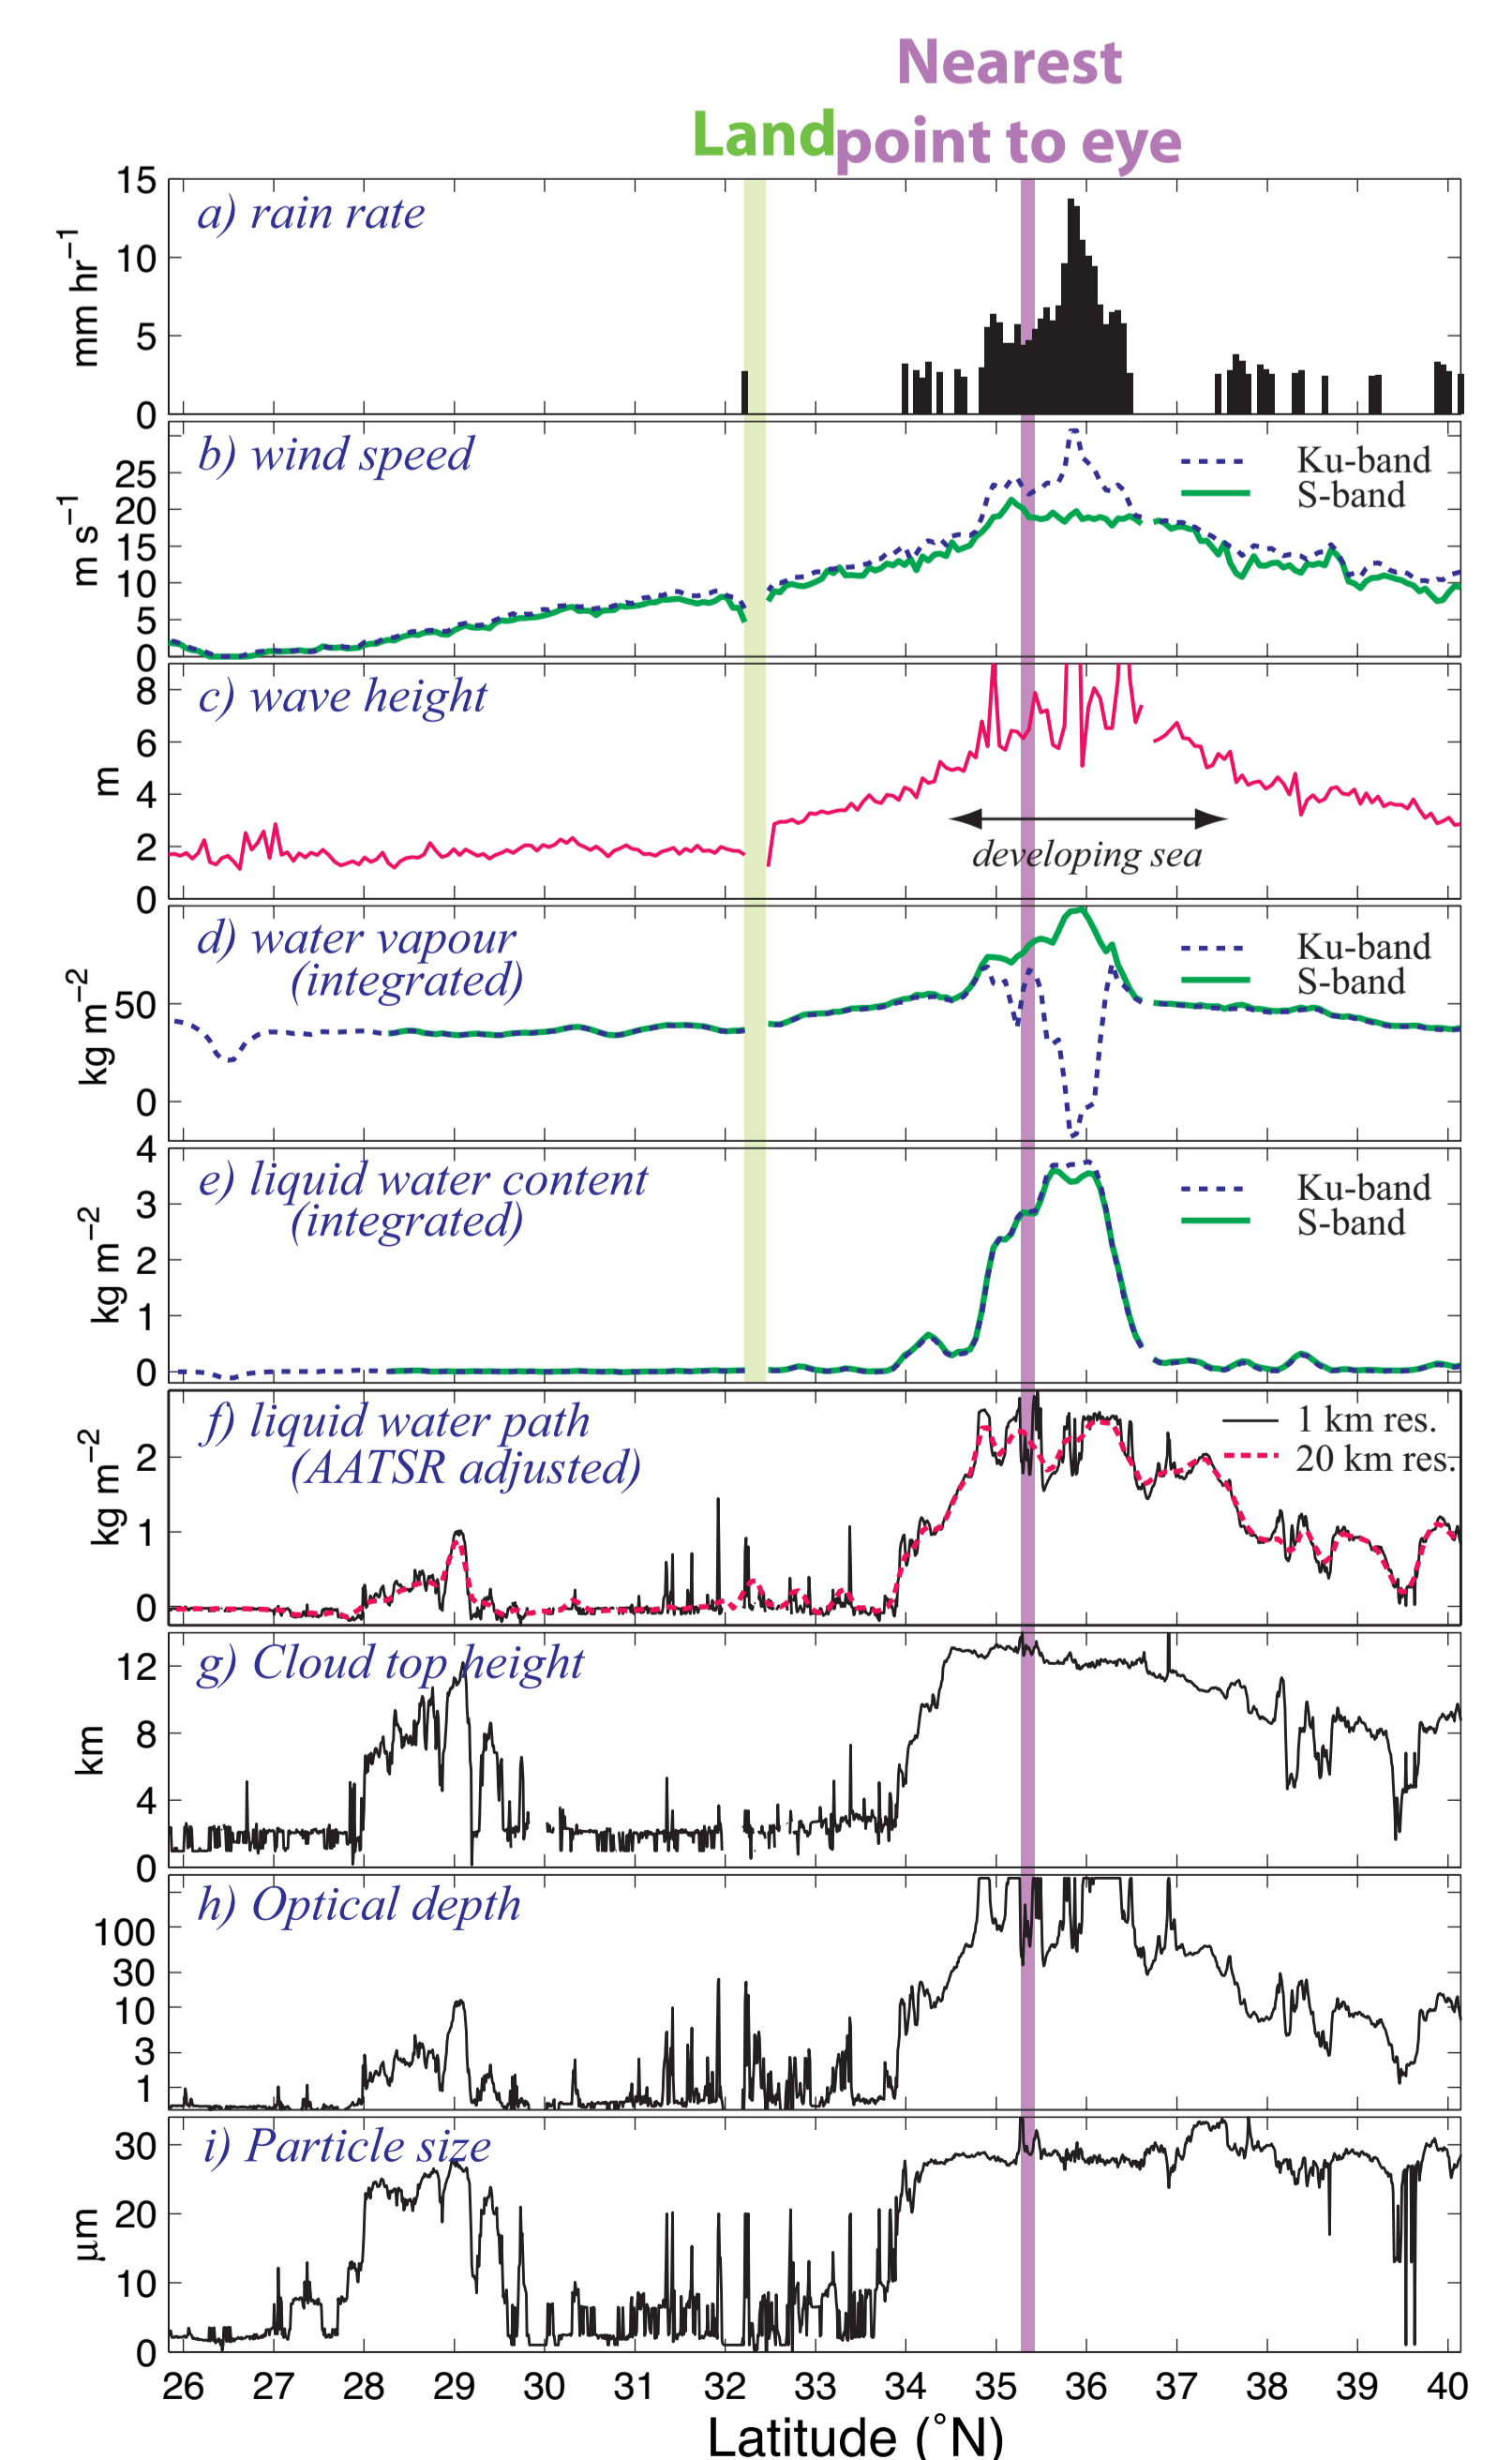 Nearest
Land point to eye
15
a) rain rate
10
5
0
mm hr−1
b) wind speed
Ku-band
S-band
25
20
15
10
5
0
m s−1
c) wave height
8
6
4
2
0
m
developing sea
d) water vapour
(integrated)
Ku-band
S-band
50
0
kg m−2
4
e) liquid water content
(integrated)
Ku-band
S-band
3
2
1
0
kg m−2
f) liquid water path
(AATSR adjusted)
1 km res.
20 km res.
2
1
0
kg m−2
g) Cloud top height
12
8
4
0
km
h) Optical depth
100
30
10
3
1
i) Particle size
30
20
10
0
μm
26 27 28 29 30 31 32 33 34 35 36 37 38 39 40
Latitude (°N)